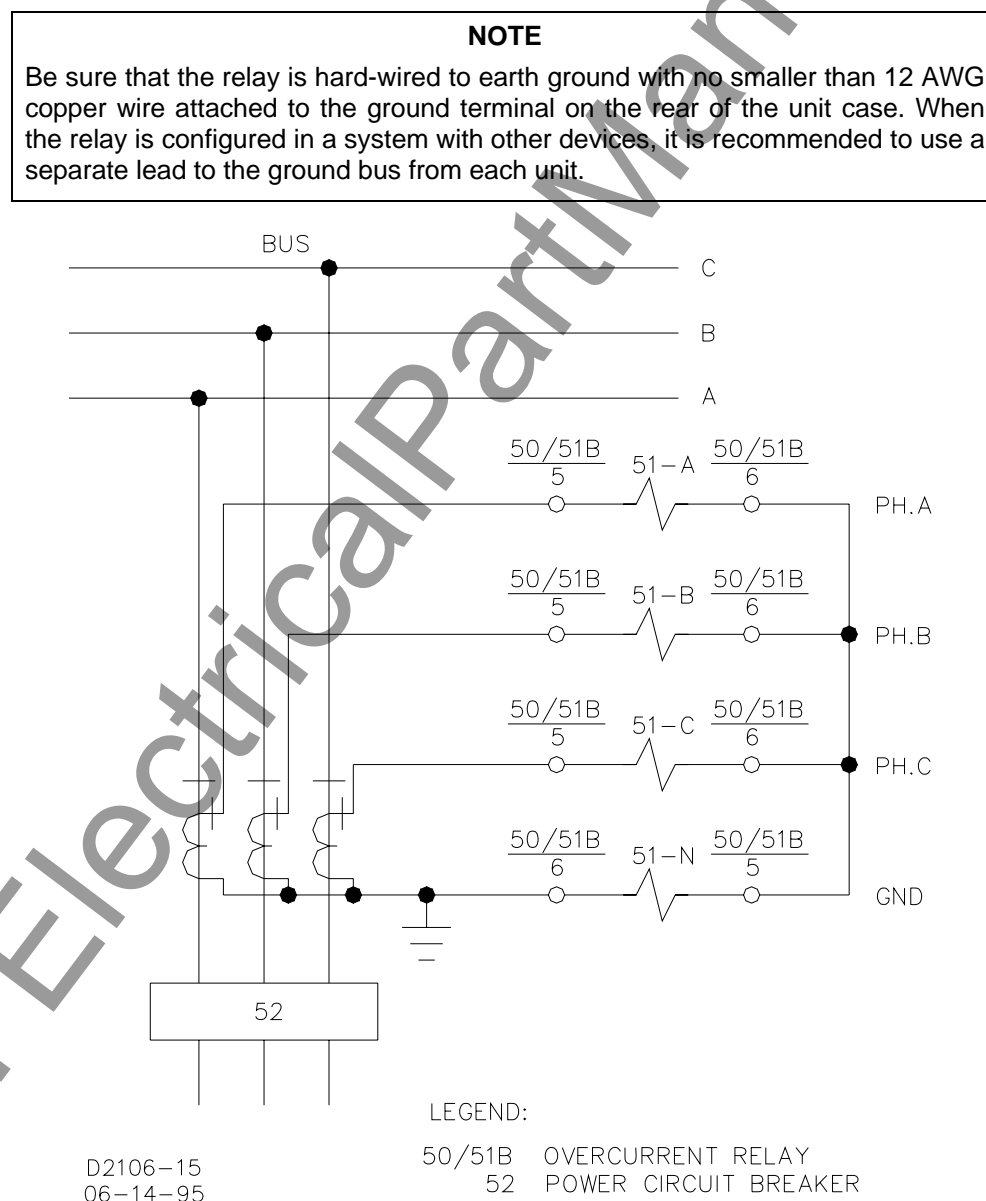 NOTE
Be sure that the relay is hard-wired to earth ground with no smaller than 12 AWG
copper wire attached to the ground terminal on the rear of the unit case. When
the relay is configured in a system with other devices, it is recommended to use a
separate lead to the ground bus from each unit.
BUS
C
B
A
50/51B
5
51-A
50/51B
6
PH.A
50/51B
5
51-B
50/51B
6
PH.B
50/51B
5
51-C
50/51B
6
PH.C
50/51B
6
51-N
50/51B
5
GND
52
LEGEND:
50/51B OVERCURRENT RELAY
52 POWER CIRCUIT BREAKER
D2106-15
06-14-95
ElectricalPartMan